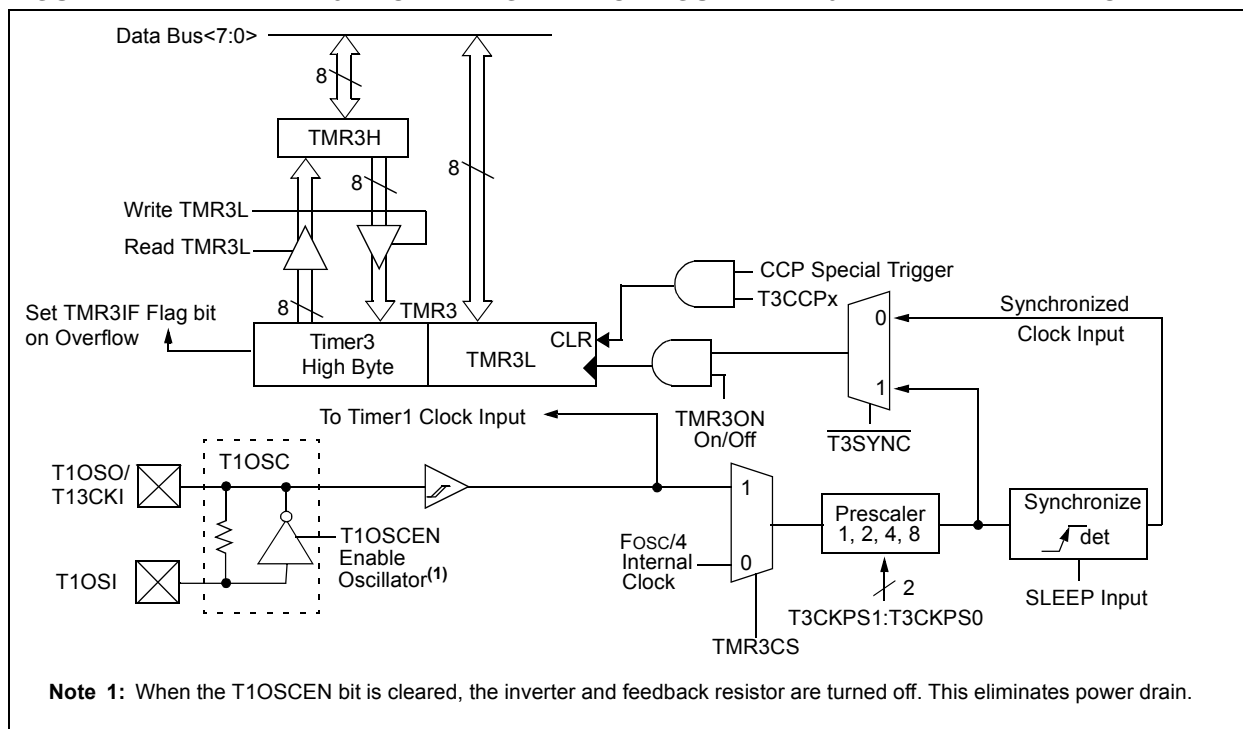 Data Bus<7:0>
8
TMR3H
8
8
Write TMR3L
Read TMR3L
8
TMR3
CCP Special Trigger
T3CCPx
Set TMR3IF Flag bit
on Overflow
Timer3
High Byte
TMR3L
CLR
0
1
Synchronized
Clock Input
To Timer1 Clock Input
TMR3ON
On/Off
T3SYNC
T1OSC
T1OSO/
T13CKI
T1OSI
T1OSCEN
Enable
Oscillator(1)
1
0
FOSC/4
Internal
Clock
TMR3CS
Prescaler
1, 2, 4, 8
2
T3CKPS1:T3CKPS0
Synchronize
det
SLEEP Input
Note 1: When the T1OSCEN bit is cleared, the inverter and feedback resistor are turned off. This eliminates power drain.